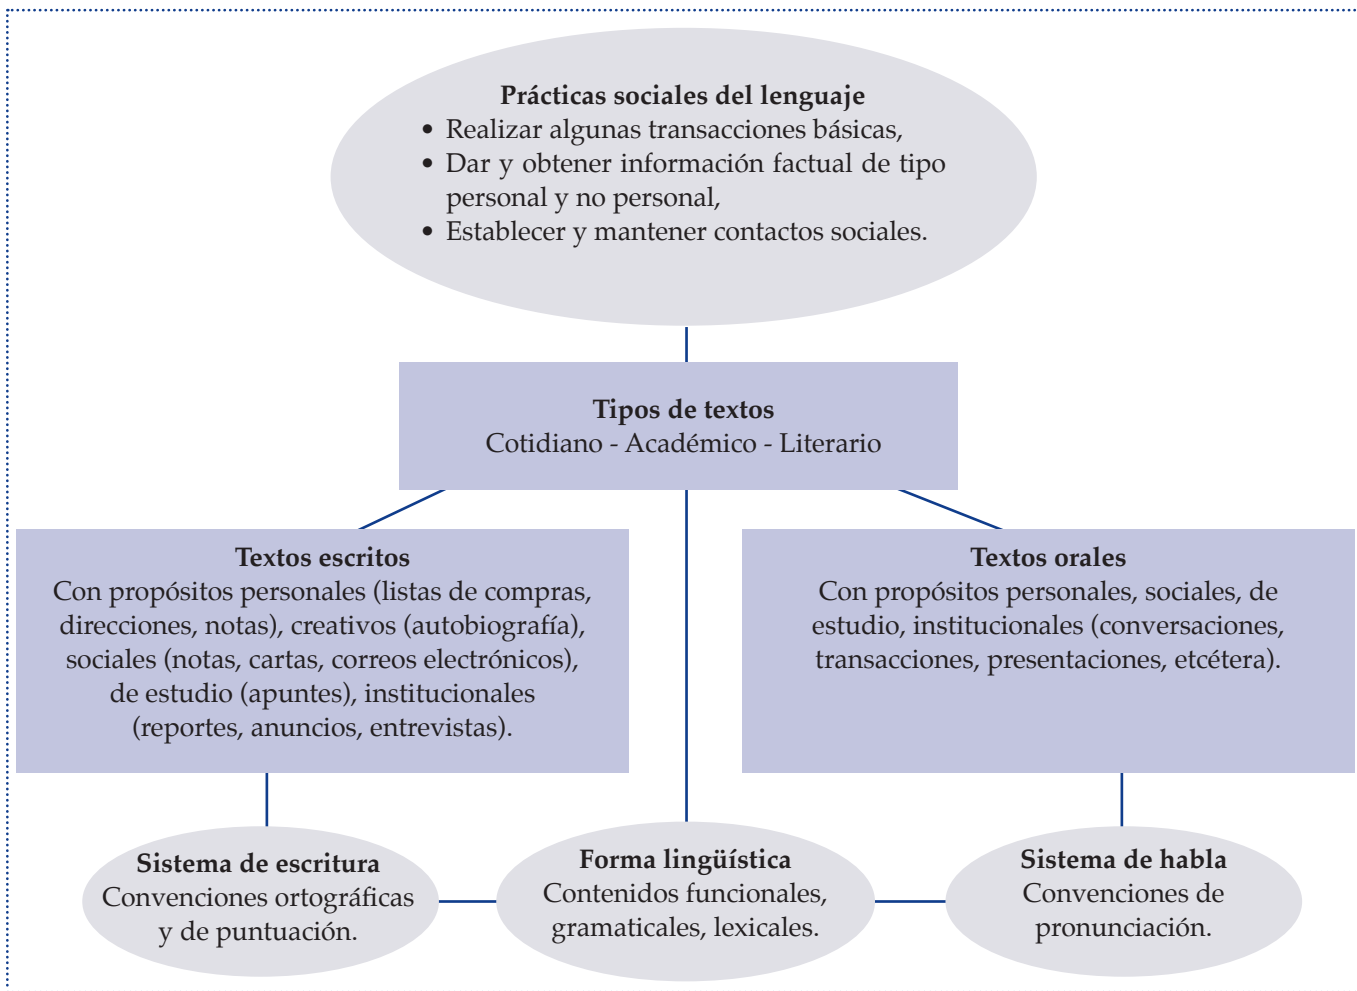 Prácticas sociales del lenguaje
• Realizar algunas transacciones básicas,
• Dar y obtener información factual de tipo
personal y no personal,
• Establecer y mantener contactos sociales.
Tipos de textos
Cotidiano - Académico - Literario
Textos escritos
Con propósitos personales (listas de compras,
direcciones, notas), creativos (autobiografía),
sociales (notas, cartas, correos electrónicos),
de estudio (apuntes), institucionales
(reportes, anuncios, entrevistas).
Textos orales
Con propósitos personales, sociales, de
estudio, institucionales (conversaciones,
transacciones, presentaciones, etcétera).
Sistema de escritura
Convenciones ortográficas
y de puntuación.
Forma lingüística
Contenidos funcionales,
gramaticales, lexicales.
Sistema de habla
Convenciones de
pronunciación.